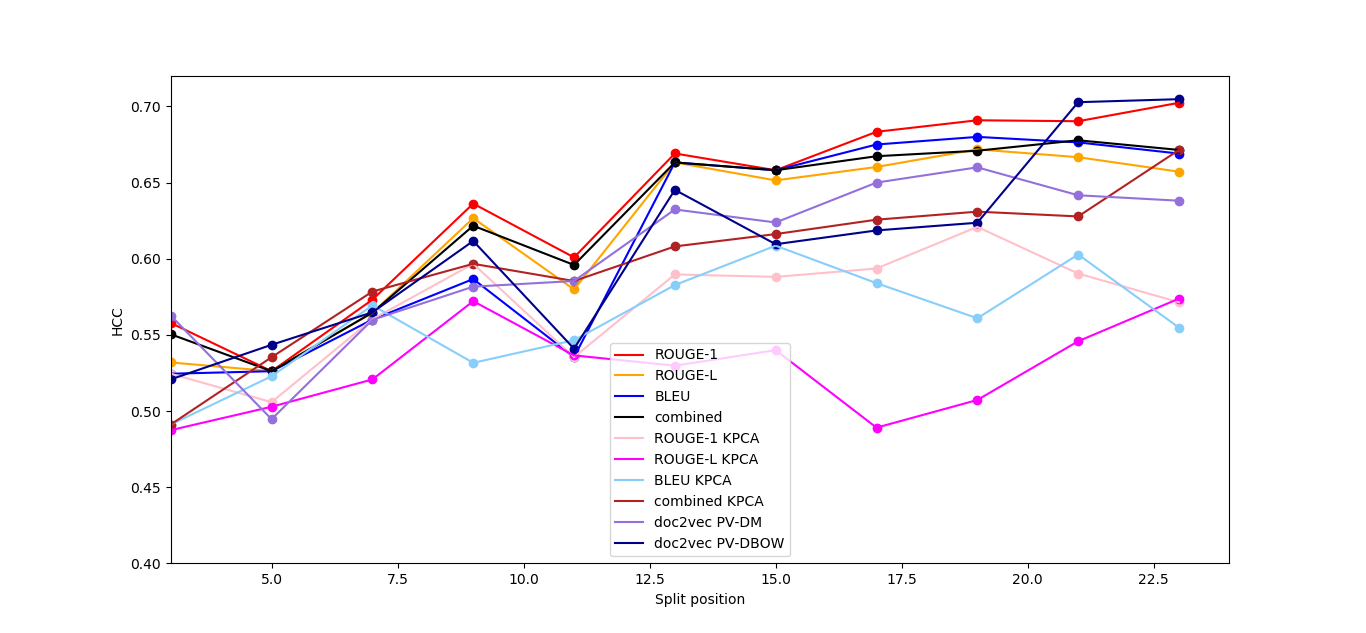 HCC
0.70
0.65
0.60
0.55
0.50
0.45
0.40
ROUGE-1
ROUGE-L
BLEU
combined
ROUGE-1 KPCA
ROUGE-L KPCA
BLEU KPCA
combined KPCA
doc2vec PV-DM
doc2vec PV-DBOW
5.0 7.5 10.0 12.5 15.0 17.5 20.0 22.5
Split position